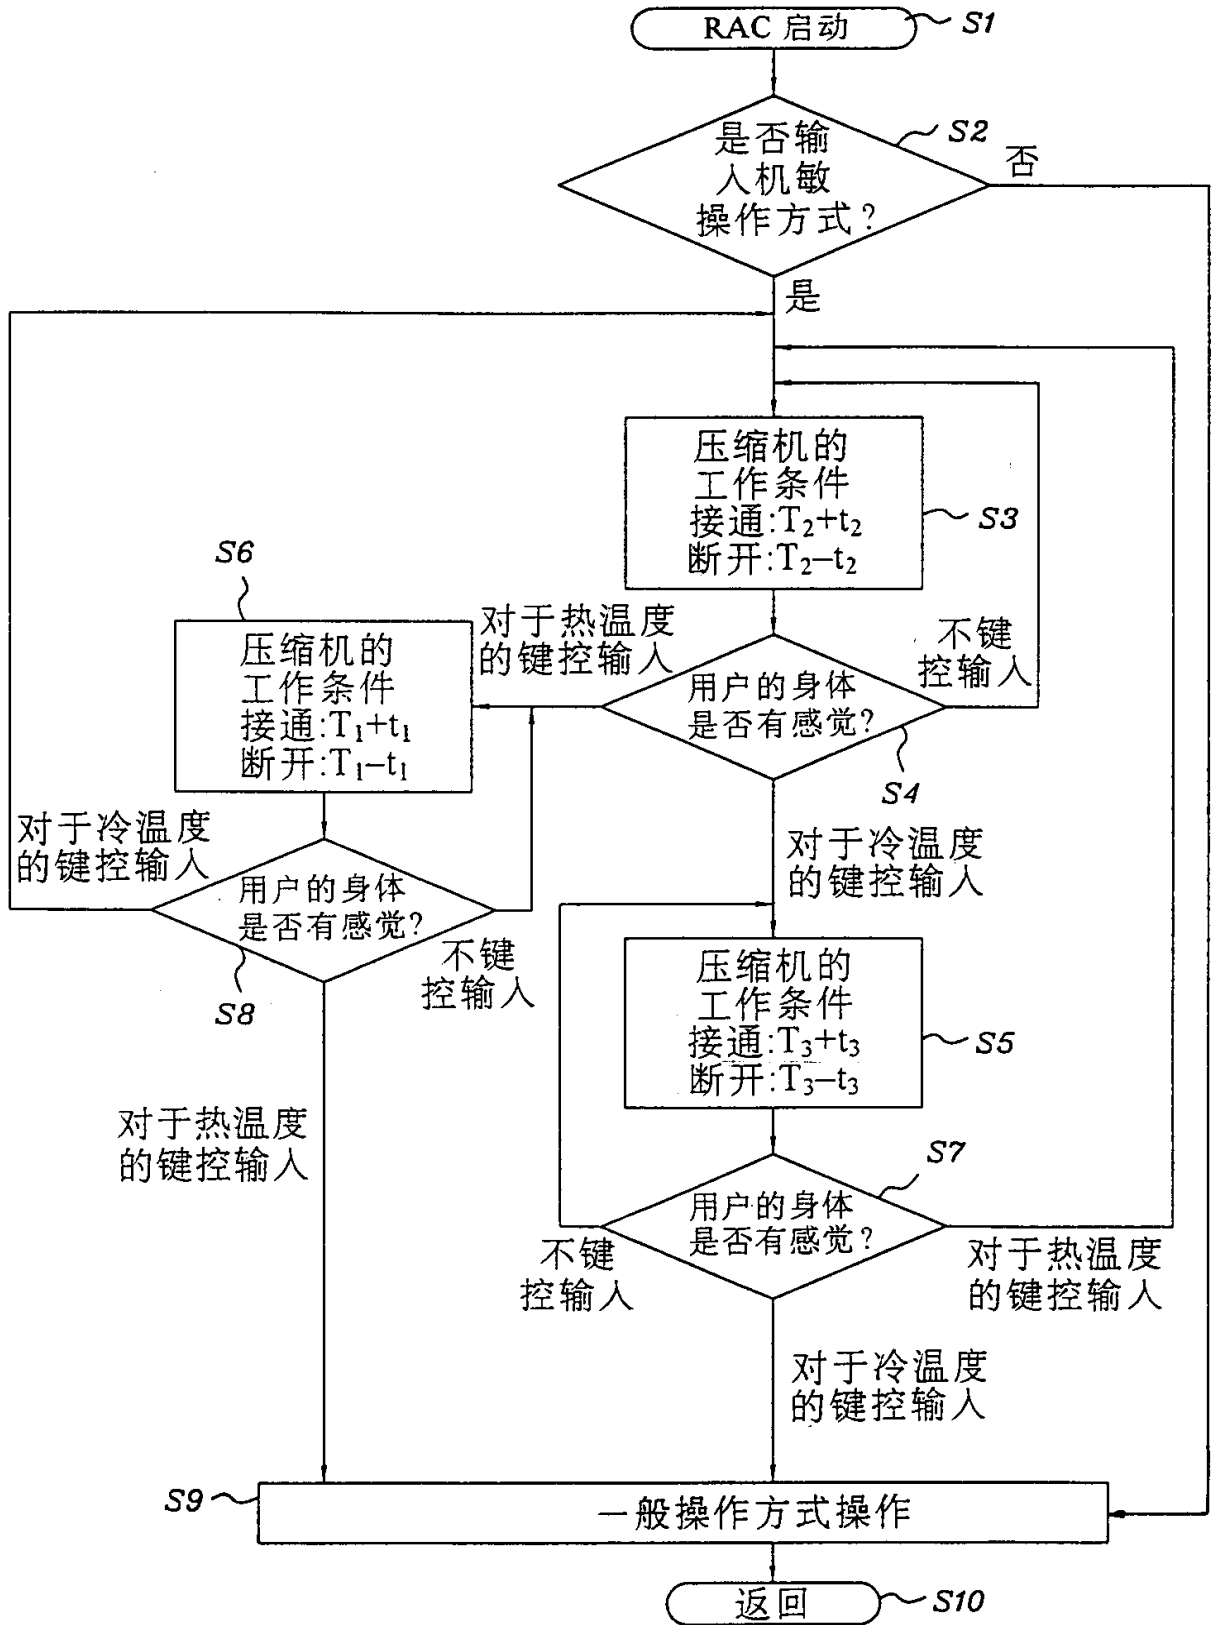 RAC 启动
S1
是否输
入机敏
操作方式?
S2
否
是
压缩机的
工作条件
接通:T₂+t₂
断开:T₂−t₂
S3
S6
压缩机的
工作条件
接通:T₁+t₁
断开:T₁−t₁
对于热温度
的键控输入
不键
控输入
用户的身体
是否有感觉?
S4
对于冷温度
的键控输入
用户的身体
是否有感觉?
S8
不键
控输入
对于冷温度
的键控输入
压缩机的
工作条件
接通:T₃+t₃
断开:T₃−t₃
S5
对于热温度
的键控输入
用户的身体
是否有感觉?
S7
不键
控输入
对于热温度
的键控输入
对于冷温度
的键控输入
S9
一般操作方式操作
返回
S10